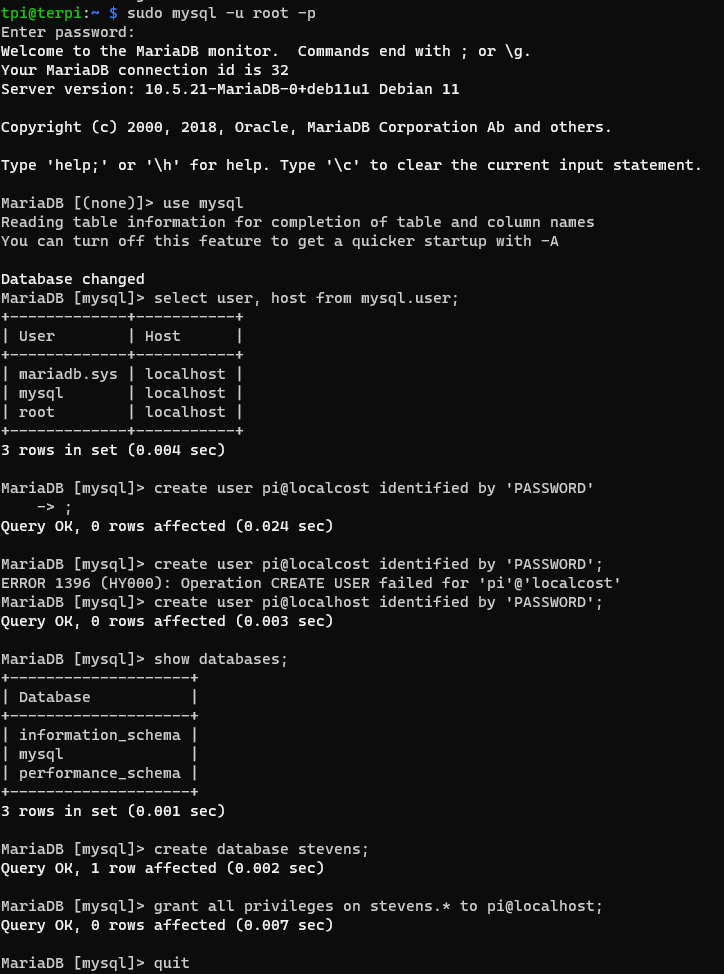 tpi@terpi:~ $ sudo mysql -u root -p
Enter password:
Welcome to the MariaDB monitor.  Commands end with ; or \g.
Your MariaDB connection id is 32
Server version: 10.5.21-MariaDB-0+deb11u1 Debian 11

Copyright (c) 2000, 2018, Oracle, MariaDB Corporation Ab and others.

Type 'help;' or '\h' for help. Type '\c' to clear the current input statement.

MariaDB [(none)]> use mysql
Reading table information for completion of table and column names
You can turn off this feature to get a quicker startup with -A

Database changed
MariaDB [mysql]> select user, host from mysql.user;
+-------------+-----------+
| User        | Host      |
+-------------+-----------+
| mariadb.sys | localhost |
| mysql       | localhost |
| root        | localhost |
+-------------+-----------+
3 rows in set (0.004 sec)

MariaDB [mysql]> create user pi@localcost identified by 'PASSWORD'
    -> ;
Query OK, 0 rows affected (0.024 sec)

MariaDB [mysql]> create user pi@localcost identified by 'PASSWORD';
ERROR 1396 (HY000): Operation CREATE USER failed for 'pi'@'localcost'
MariaDB [mysql]> create user pi@localhost identified by 'PASSWORD';
Query OK, 0 rows affected (0.003 sec)

MariaDB [mysql]> show databases;
+--------------------+
| Database           |
+--------------------+
| information_schema |
| mysql              |
| performance_schema |
+--------------------+
3 rows in set (0.001 sec)

MariaDB [mysql]> create database stevens;
Query OK, 1 row affected (0.002 sec)

MariaDB [mysql]> grant all privileges on stevens.* to pi@localhost;
Query OK, 0 rows affected (0.007 sec)

MariaDB [mysql]> quit